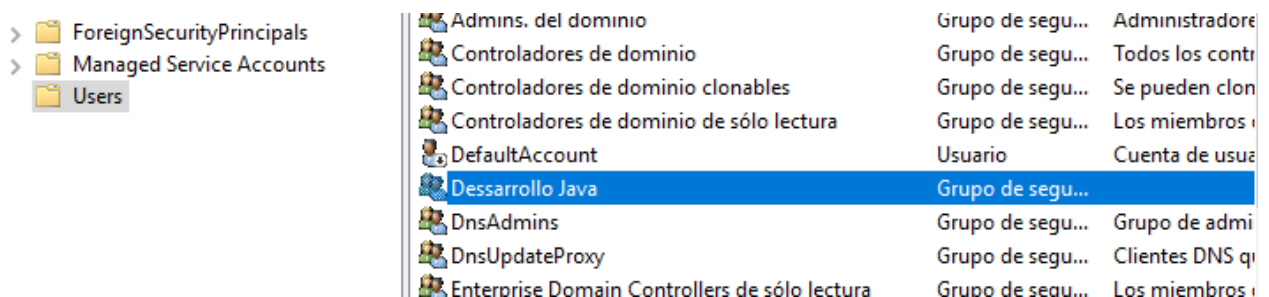 ForeignSecurityPrincipals
Managed Service Accounts
Users
Admins. del dominio Grupo de segu... Administradore
Controladores de dominio Grupo de segu... Todos los contr
Controladores de dominio clonables Grupo de segu... Se pueden clon
Controladores de dominio de sólo lectura Grupo de segu... Los miembros
DefaultAccount Usuario Cuenta de usua
Dessarrollo Java Grupo de segu...
DnsAdmins Grupo de segu... Grupo de admi
DnsUpdateProxy Grupo de segu... Clientes DNS q
Enterprise Domain Controllers de sólo lectura Grupo de segu... Los miembros